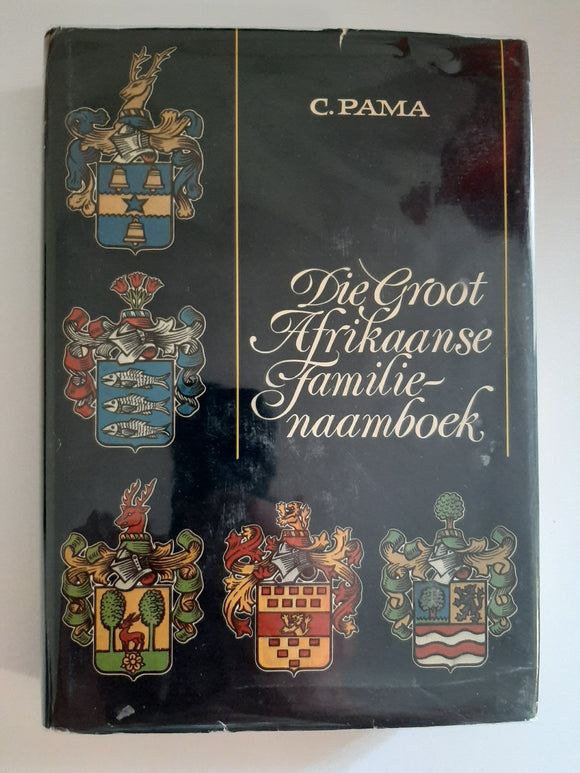 C. PAMA
Die Groot
Afrikaanse
Familie-
naamboek